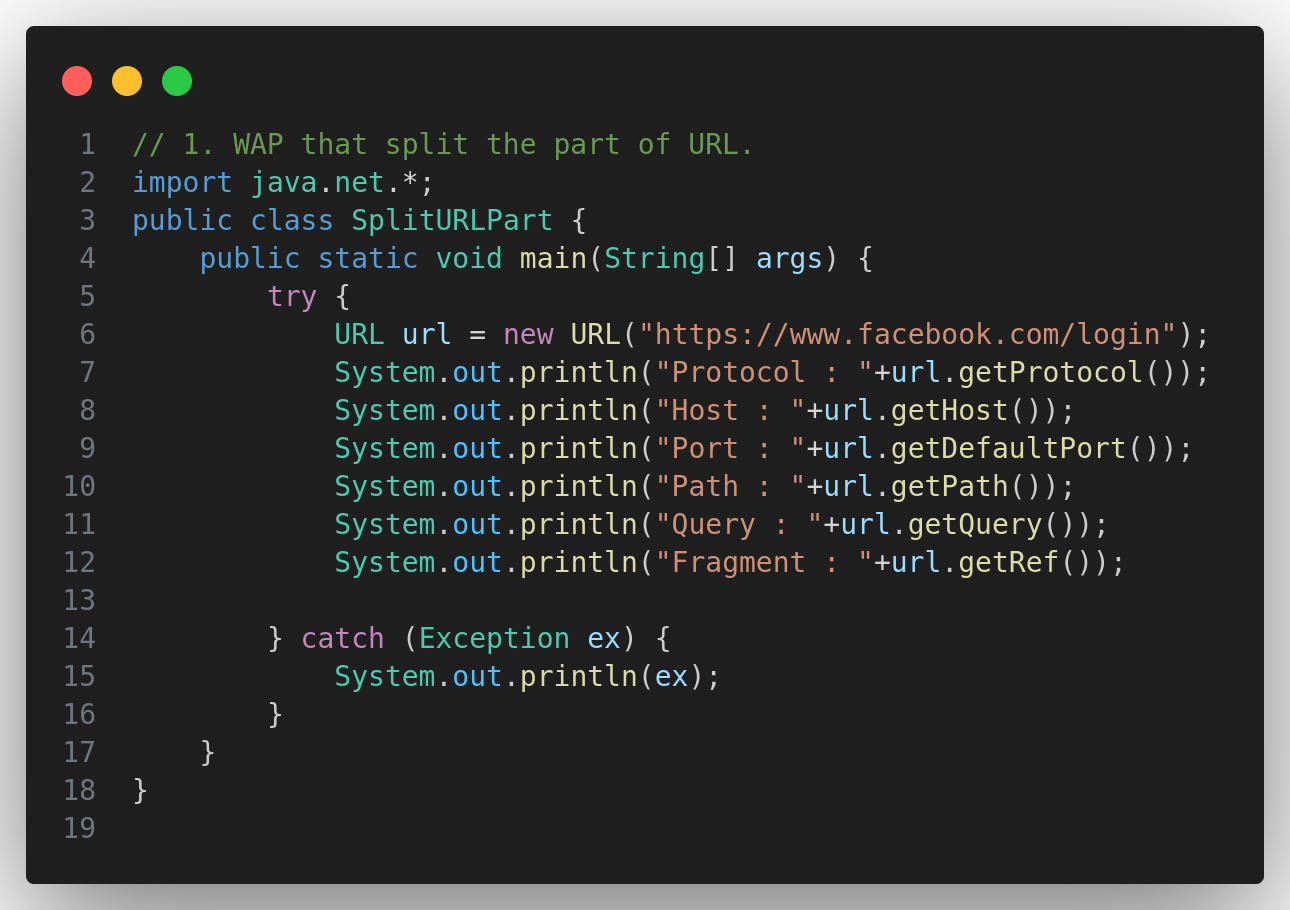 1 // 1. WAP that split the part of URL.
2 import java.net.*;
3 public class SplitURLPart {
4     public static void main(String[] args) {
5         try {
6             URL url = new URL("https://www.facebook.com/login");
7             System.out.println("Protocol : "+url.getProtocol());
8             System.out.println("Host : "+url.getHost());
9             System.out.println("Port : "+url.getDefaultPort());
10             System.out.println("Path : "+url.getPath());
11             System.out.println("Query : "+url.getQuery());
12             System.out.println("Fragment : "+url.getRef());
13
14         } catch (Exception ex) {
15             System.out.println(ex);
16         }
17     }
18 }
19